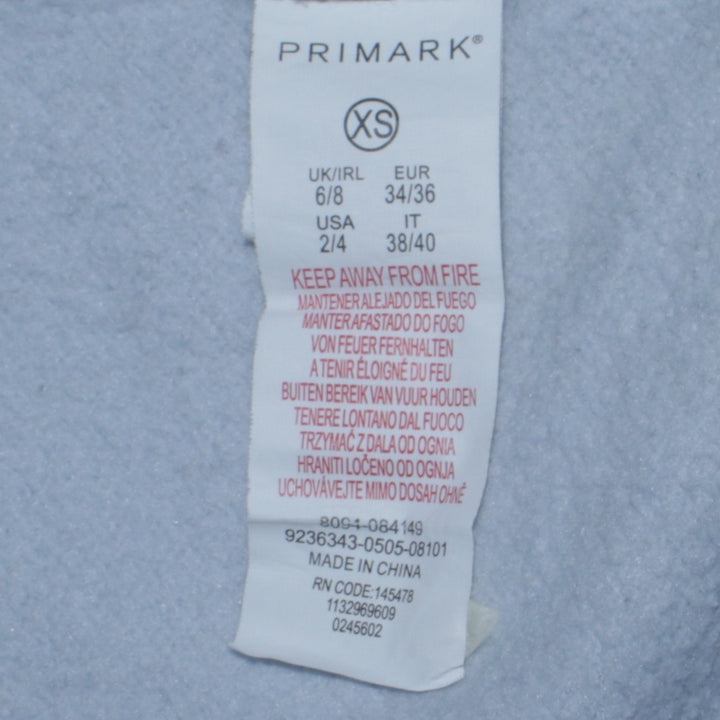 PRIMARK®
XS
UK/IRL EUR
6/8 34/36
USA IT
2/4 38/40
KEEP AWAY FROM FIRE
MANTENER ALEJADO DEL FUEGO
MANTER AFASTADO DO FOGO
VON FEUER FERNHALTEN
A TENIR ÉLOIGNÉ DU FEU
BUITEN BEREIK VAN VUUR HOUDEN
TENERE LONTANO DAL FUOCO
TRZYMAĆ Z DALA OD OGNIA
HRANITI LOČENO OD OGNJA
UCHOVÁVEJTE MIMO DOSAH OHNĚ
8094-084149
9236343-0505-08101
MADE IN CHINA
RN CODE:145478
1132969609
0245602